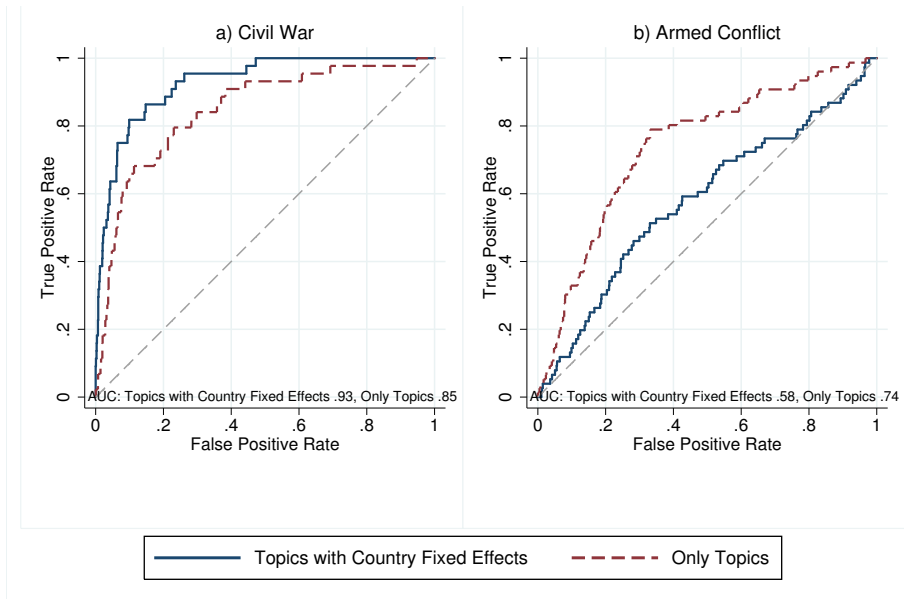 a) Civil War
True Positive Rate
1
.8
.6
.4
.2
0
AUC: Topics with Country Fixed Effects .93, Only Topics .85
0 .2 .4 .6 .8 1
False Positive Rate
b) Armed Conflict
True Positive Rate
1
.8
.6
.4
.2
0
AUC: Topics with Country Fixed Effects .58, Only Topics .74
0 .2 .4 .6 .8 1
False Positive Rate
Topics with Country Fixed Effects Only Topics